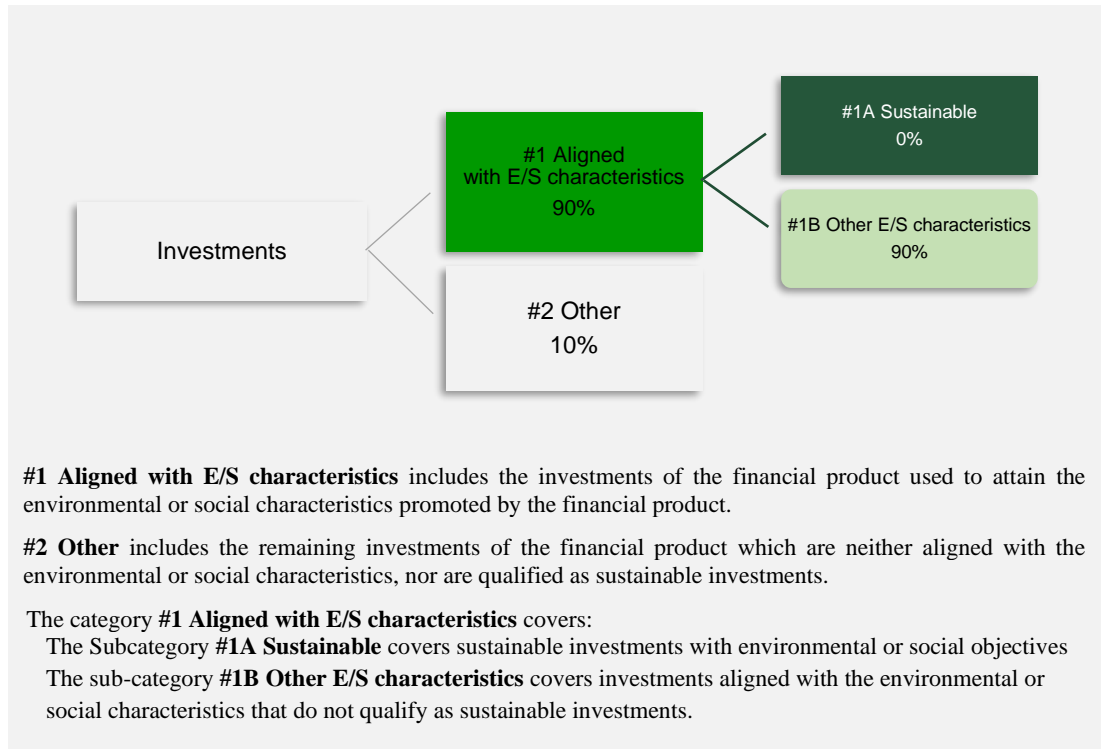 #1A Sustainable
0%
#1 Aligned
with E/S characteristics
90%
#1B Other E/S characteristics
90%
Investments
#2 Other
10%
#1 Aligned with E/S characteristics includes the investments of the financial product used to attain the
environmental or social characteristics promoted by the financial product.
#2 Other includes the remaining investments of the financial product which are neither aligned with the
environmental or social characteristics, nor are qualified as sustainable investments.
The category #1 Aligned with E/S characteristics covers:
The Subcategory #1A Sustainable covers sustainable investments with environmental or social objectives
The sub-category #1B Other E/S characteristics covers investments aligned with the environmental or
social characteristics that do not qualify as sustainable investments.